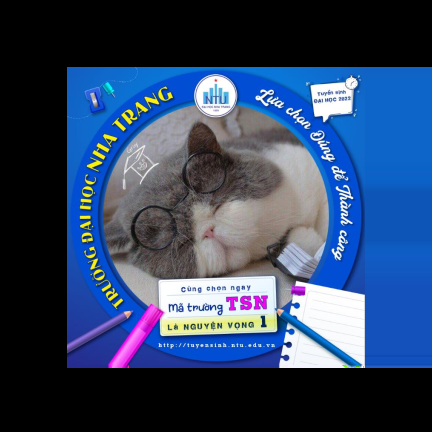 NTU
Tuyển sinh
ĐẠI HỌC 2022
TRƯỜNG ĐẠI HỌC NHA TRANG
Lựa chọn Đúng để Thành công
Cùng chọn ngay
Mã trường TSN
Là NGUYỆN VỌNG 1
http://tuyensinh.ntu.edu.vn